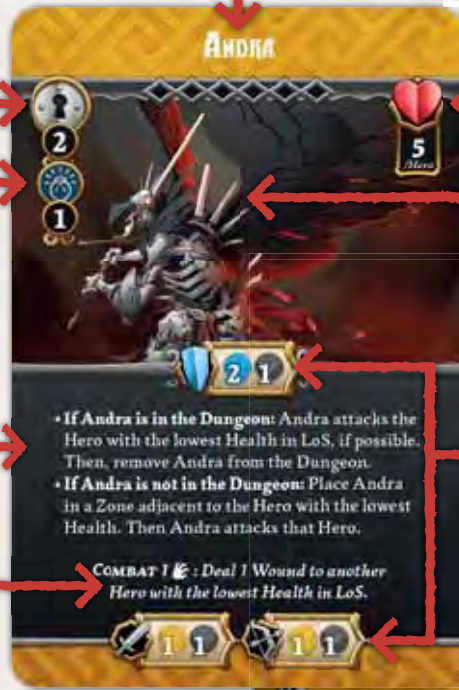 ANDRA
2
1
5
/Hero
2 1
• If Andra is in the Dungeon: Andra attacks the
Hero with the lowest Health in LoS, if possible.
Then, remove Andra from the Dungeon.
• If Andra is not in the Dungeon: Place Andra
in a Zone adjacent to the Hero with the lowest
Health. Then Andra attacks that Hero.
COMBAT 1 : Deal 1 Wound to another
Hero with the lowest Health in LoS.
1 1 1 1